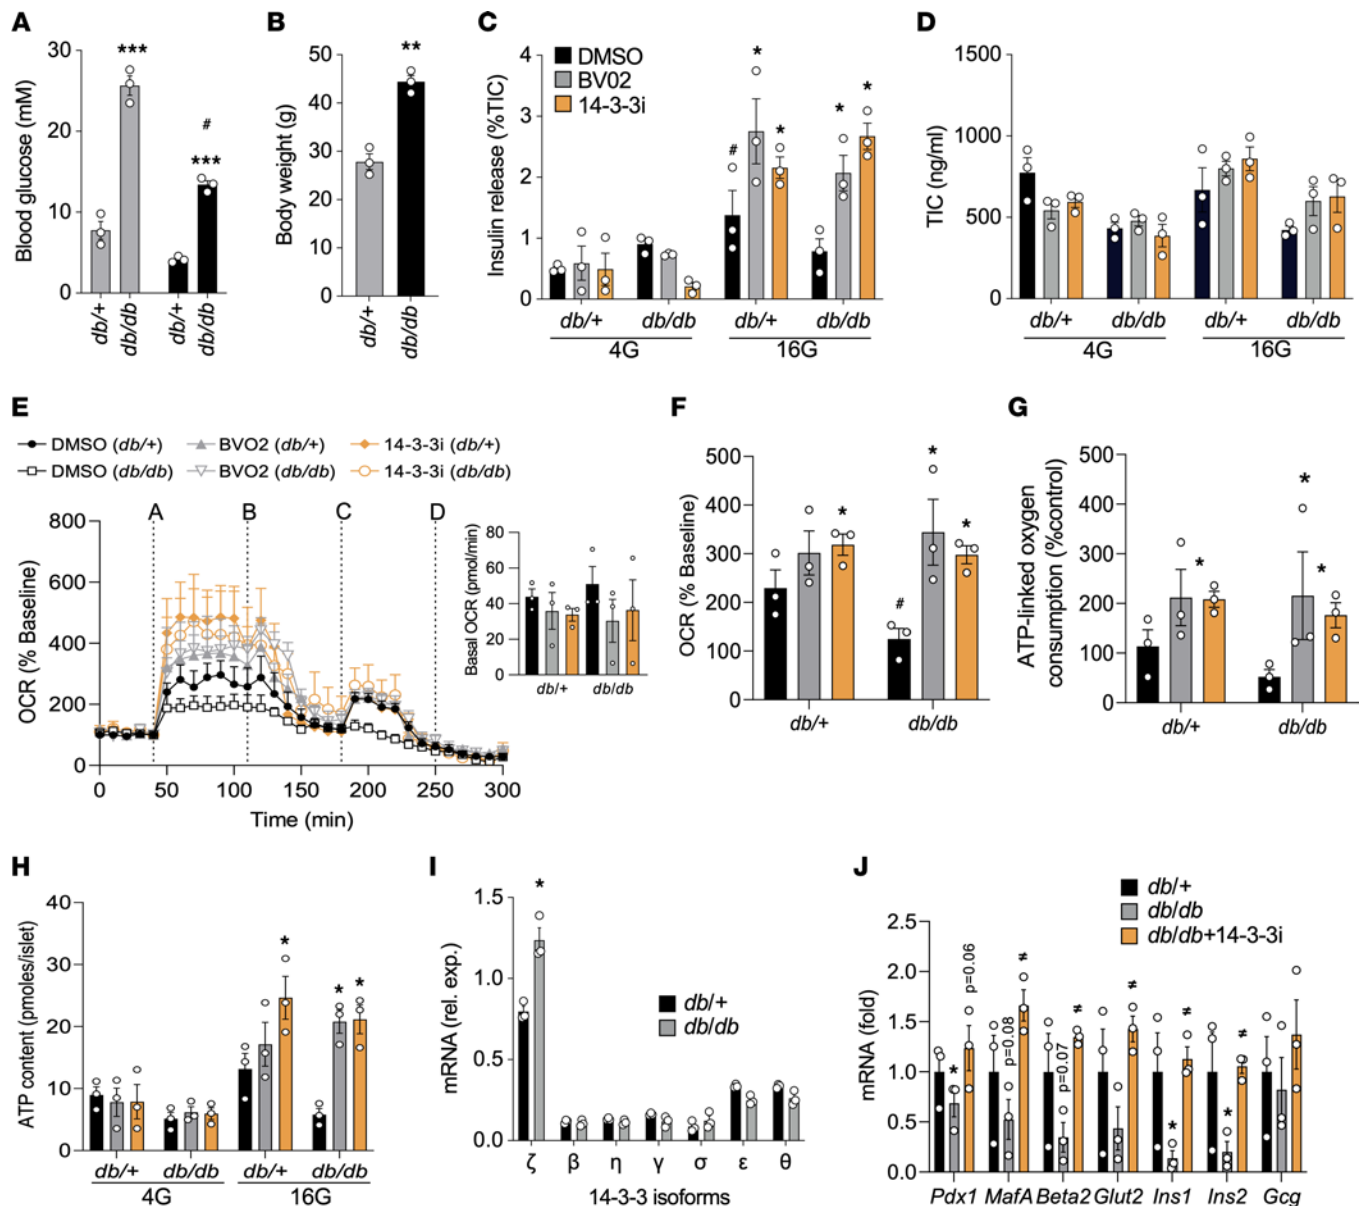 A
Blood glucose (mM)
30
20
10
0
***
#
***
db/+
db/db
db/+
db/db
B
Body weight (g)
50
40
30
20
10
0
**
db/+
db/db
C
Insulin release (%TIC)
4
3
2
1
0
DMSO
BV02
14-3-3i
#
*
*
*
*
db/+
db/db
db/+
db/db
4G
16G
D
TIC (ng/ml)
1500
1000
500
0
db/+
db/db
db/+
db/db
4G
16G
E
DMSO (db/+)
BVO2 (db/+)
14-3-3i (db/+)
DMSO (db/db)
BVO2 (db/db)
14-3-3i (db/db)
OCR (% Baseline)
800
600
400
200
0
A
B
C
D
0
50
100
150
200
250
300
Time (min)
Basal OCR (pmol/min)
80
60
40
20
0
db/+
db/db
F
OCR (% Baseline)
500
400
300
200
100
0
*
#
*
*
db/+
db/db
G
ATP-linked oxygen
consumption (%control)
500
400
300
200
100
0
*
*
*
db/+
db/db
H
ATP content (pmoles/islet)
40
30
20
10
0
*
*
*
db/+
db/db
db/+
db/db
4G
16G
I
mRNA (rel. exp.)
1.5
1.0
0.5
0.0
*
db/+
db/db
ζ
β
η
γ
σ
ε
θ
14-3-3 isoforms
J
db/+
db/db
db/db+14-3-3i
mRNA (fold)
2.5
2.0
1.5
1.0
0.5
0.0
*
p=0.06
p=0.08
≠
p=0.07
≠
≠
*
≠
*
≠
Pdx1
MafA
Beta2
Glut2
Ins1
Ins2
Gcg